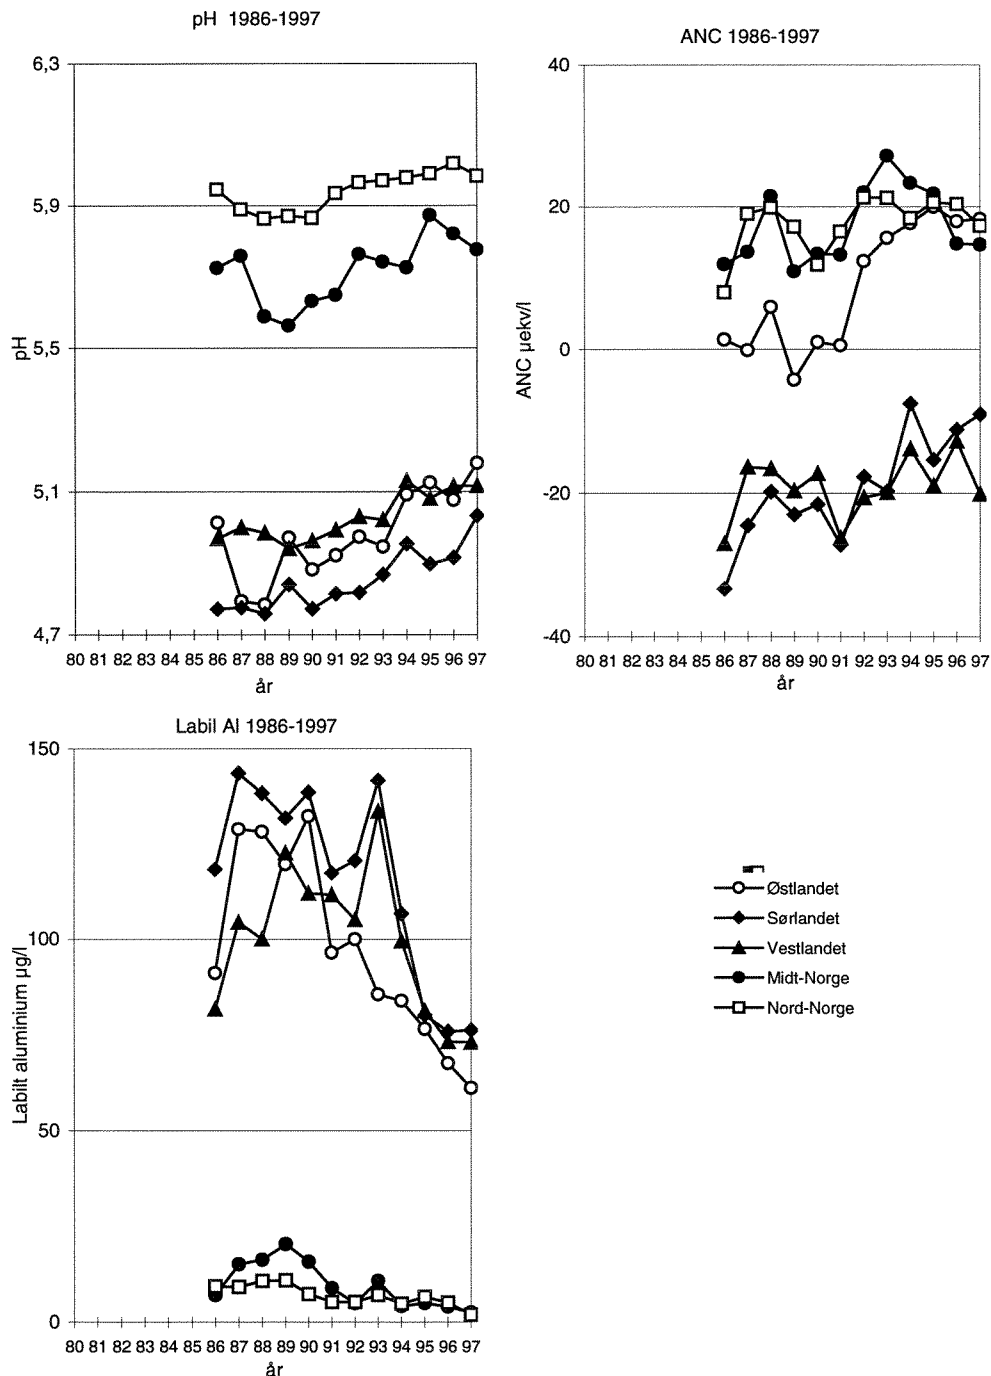 pH 1986-1997
6,3
5,9
5,5
5,1
4,7
pH
80 81 82 83 84 85 86 87 88 89 90 91 92 93 94 95 96 97
år
ANC 1986-1997
40
20
0
-20
-40
ANC µekv/l
80 81 82 83 84 85 86 87 88 89 90 91 92 93 94 95 96 97
år
Labil Al 1986-1997
150
100
50
0
Labilt aluminium µg/l
80 81 82 83 84 85 86 87 88 89 90 91 92 93 94 95 96 97
år
Østlandet
Sørlandet
Vestlandet
Midt-Norge
Nord-Norge